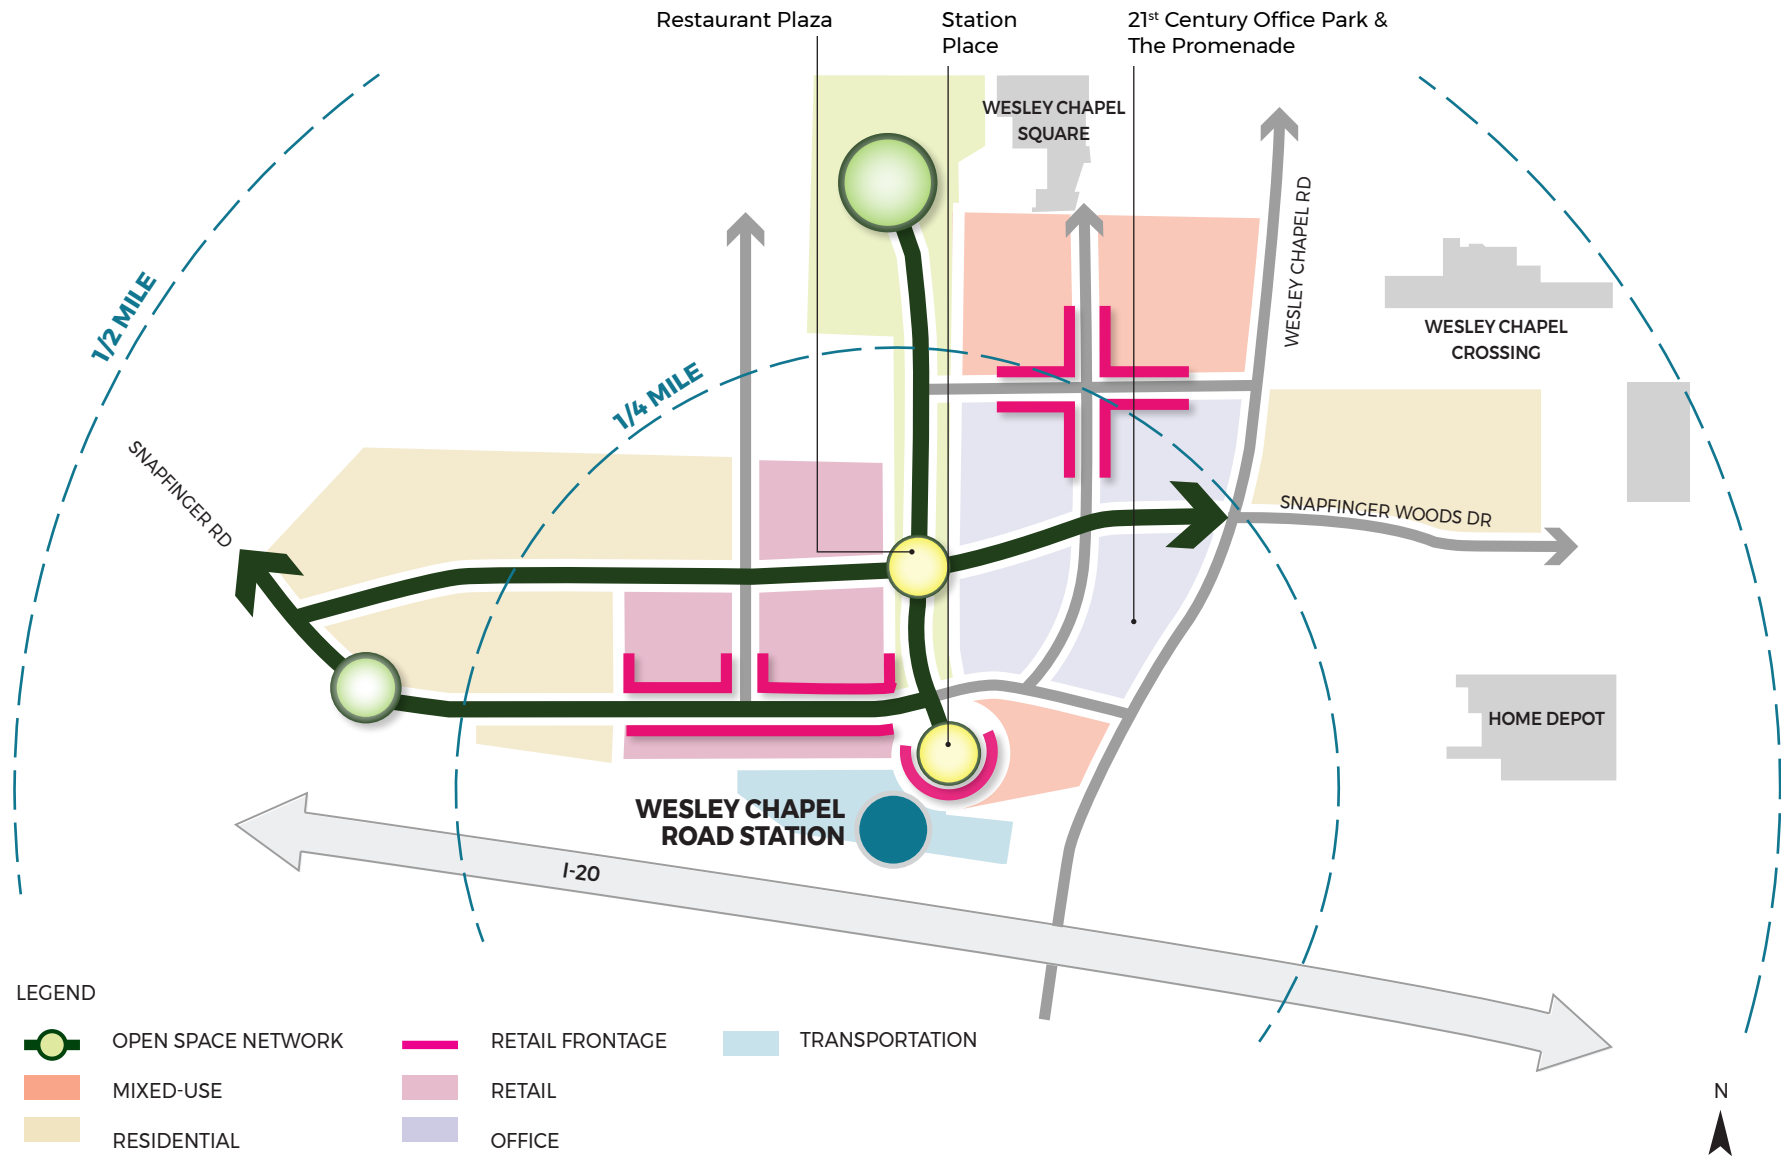 Restaurant Plaza
Station
Place
21st Century Office Park &
The Promenade
WESLEY CHAPEL
SQUARE
WESLEY CHAPEL RD
1/2 MILE
1/4 MILE
WESLEY CHAPEL
CROSSING
SNAPFINGER RD
SNAPFINGER WOODS DR
HOME DEPOT
WESLEY CHAPEL
ROAD STATION
I-20
LEGEND
OPEN SPACE NETWORK
MIXED-USE
RESIDENTIAL
RETAIL FRONTAGE
RETAIL
OFFICE
TRANSPORTATION
N